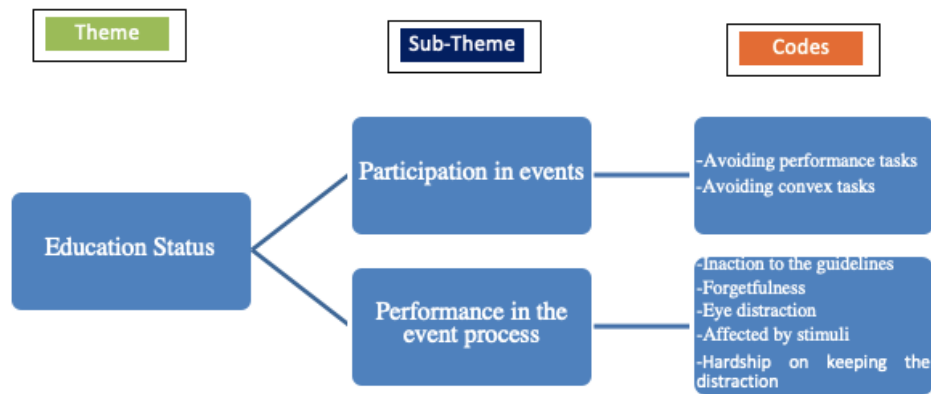 Theme
Sub-Theme
Codes
Participation in events
-Avoiding performance tasks
-Avoiding convex tasks
Education Status
Performance in the
event process
-Inaction to the guidelines
-Forgetfulness
-Eye distraction
-Affected by stimuli
-Hardship on keeping the
distraction